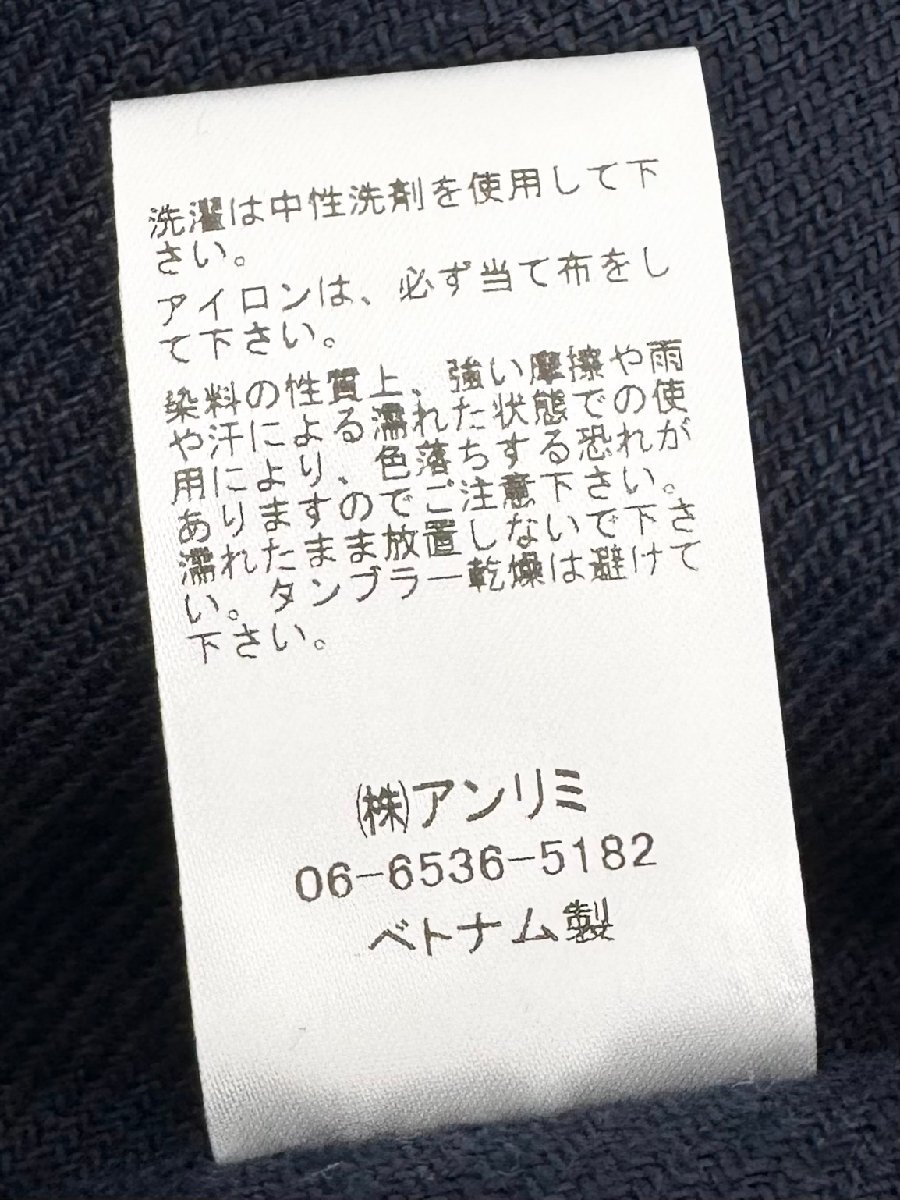 洗濯は中性洗剤を使用して下
さい。
アイロンは、必ず当て布をし
て下さい。
染料の性質上、強い摩擦や雨
や汗による濡れた状態での使
用により、色落ちする恐れが
ありますのでご注意下さい。
濡れたまま放置しないで下さ
い。タンブラー乾燥は避けて
下さい。
㈱アンリミ
06-6536-5182
ベトナム製